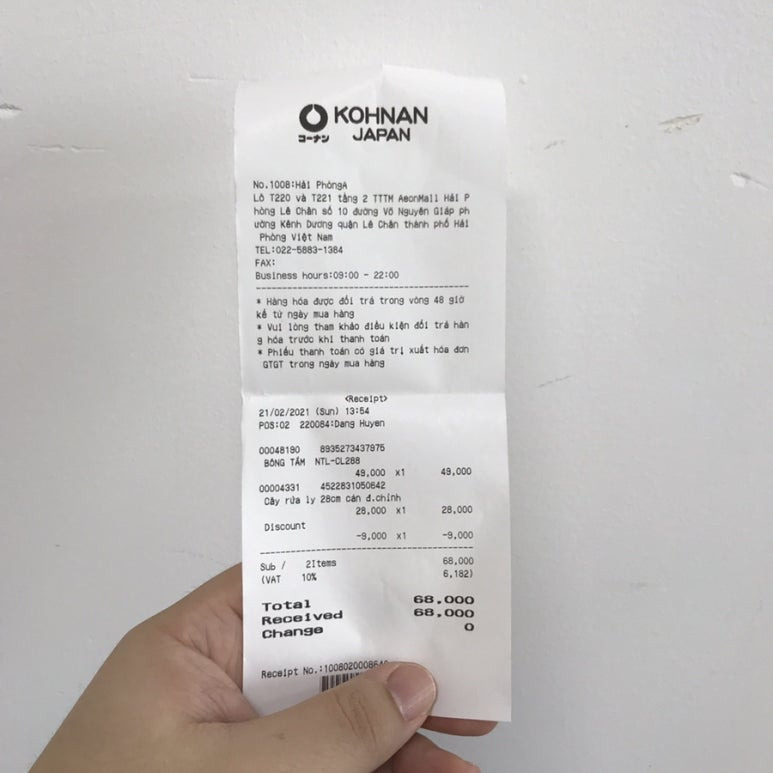 KOHNAN
コーナン JAPAN
No.1008:Hải PhòngA
Lô T220 và T221 tầng 2 TTTM AeonMall Hải P
hòng Lê Chân số 10 đường Võ Nguyên Giáp ph
ường Kênh Dương quận Lê Chân thành phố Hải
Phòng Việt Nam
TEL:022-5883-1384
FAX:
Business hours:09:00 - 22:00
* Hàng hóa được đổi trả trong vòng 48 giờ
kể từ ngày mua hàng
* Vui lòng tham khảo điều kiện đổi trả hàn
g hóa trước khi thanh toán
* Phiếu thanh toán có giá trị xuất hóa đơn
GTGT trong ngày mua hàng
<Receipt>
21/02/2021 (Sun) 13:54
POS:02 220084:Dang Huyen
00048190 8935273437975
BÔNG TẮM NTL-CL288
49,000 x1 49,000
00004331 4522831050642
Cây rửa ly 28cm cán đ.chỉnh
28,000 x1 28,000
Discount
-9,000 x1 -9,000
Sub / 2Items 68,000
(VAT 10% 6,182)
Total 68,000
Received 68,000
Change 0
Receipt No.:1008020008